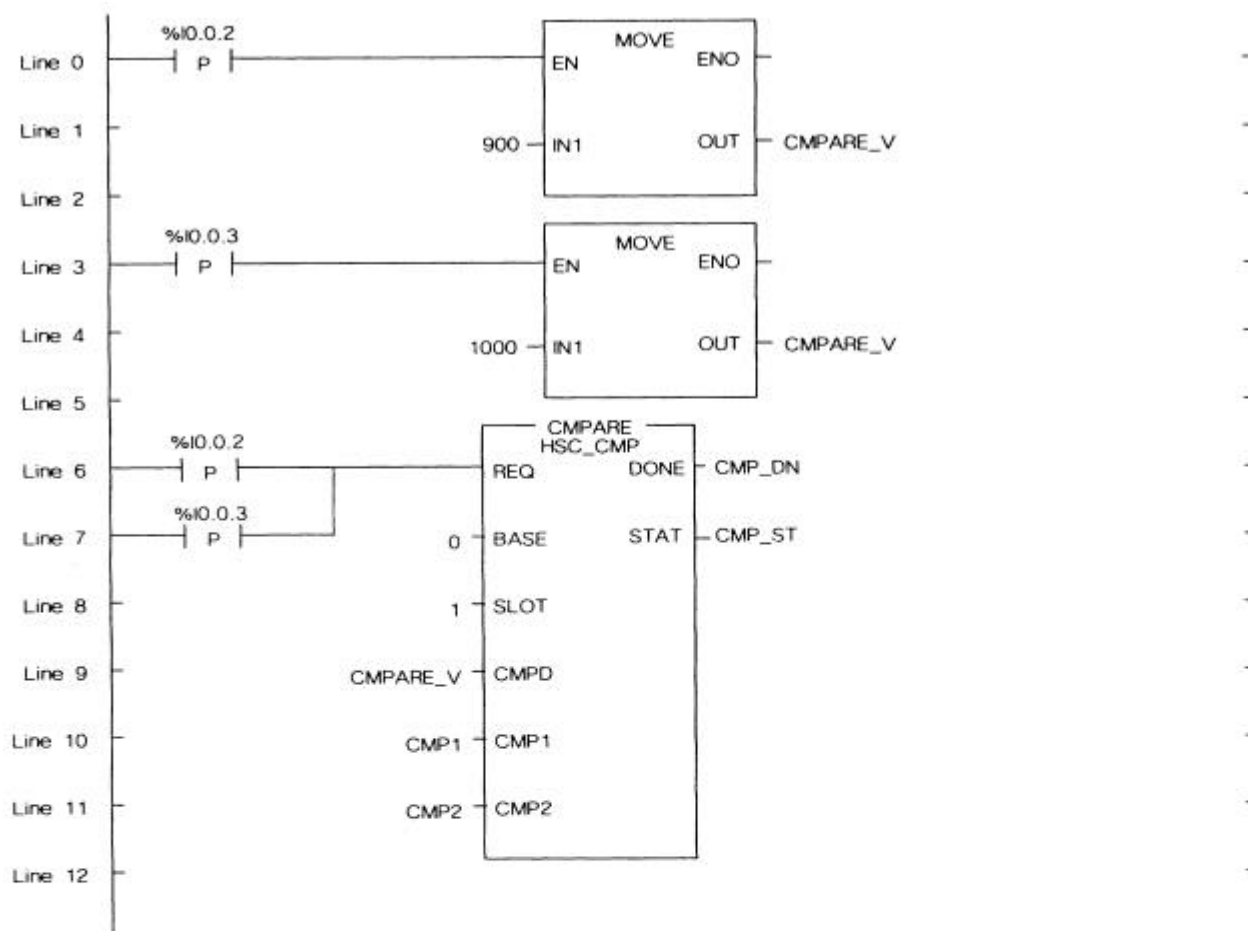 %I0.0.2
MOVE
Line 0
P
EN
ENO
Line 1
900
IN1
OUT
CMPARE_V
Line 2
%I0.0.3
MOVE
Line 3
P
EN
ENO
Line 4
1000
IN1
OUT
CMPARE_V
Line 5
CMPARE
%I0.0.2
HSC_CMP
Line 6
P
REQ
DONE
CMP_DN
%I0.0.3
Line 7
P
0
BASE
STAT
CMP_ST
Line 8
1
SLOT
Line 9
CMPARE_V
CMPD
Line 10
CMP1
CMP1
Line 11
CMP2
CMP2
Line 12